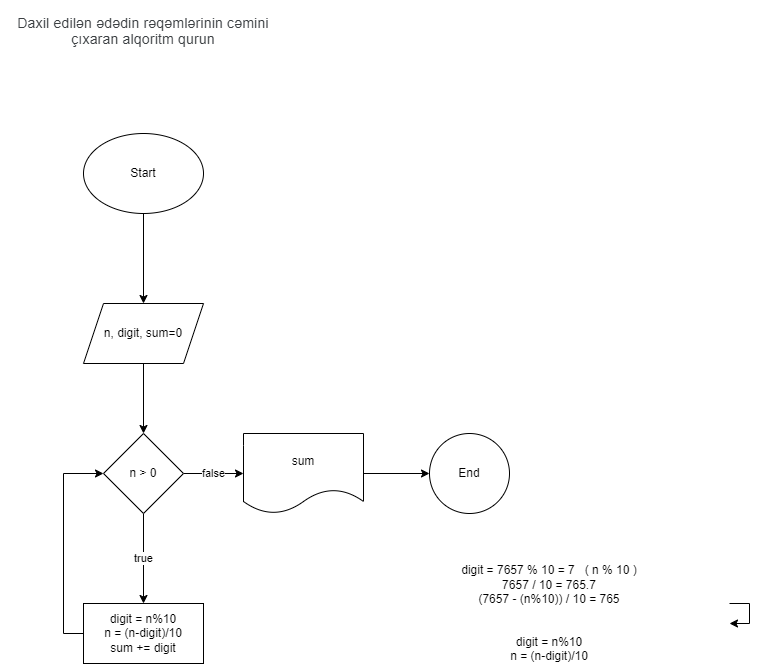 Daxil edilən ədədin rəqəmlərinin cəmini
çıxaran alqoritm qurun
Start
n, digit, sum=0
n > 0
false
sum
End
true
digit = n%10
n = (n-digit)/10
sum += digit
digit = 7657 % 10 = 7 ( n % 10 )
7657 / 10 = 765.7
(7657 - (n%10)) / 10 = 765
digit = n%10
n = (n-digit)/10